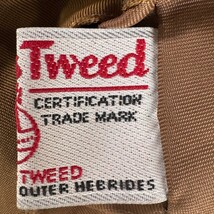 Tweed
CERTIFICATION
TRADE MARK
TWEED
OUTER HEBRIDES